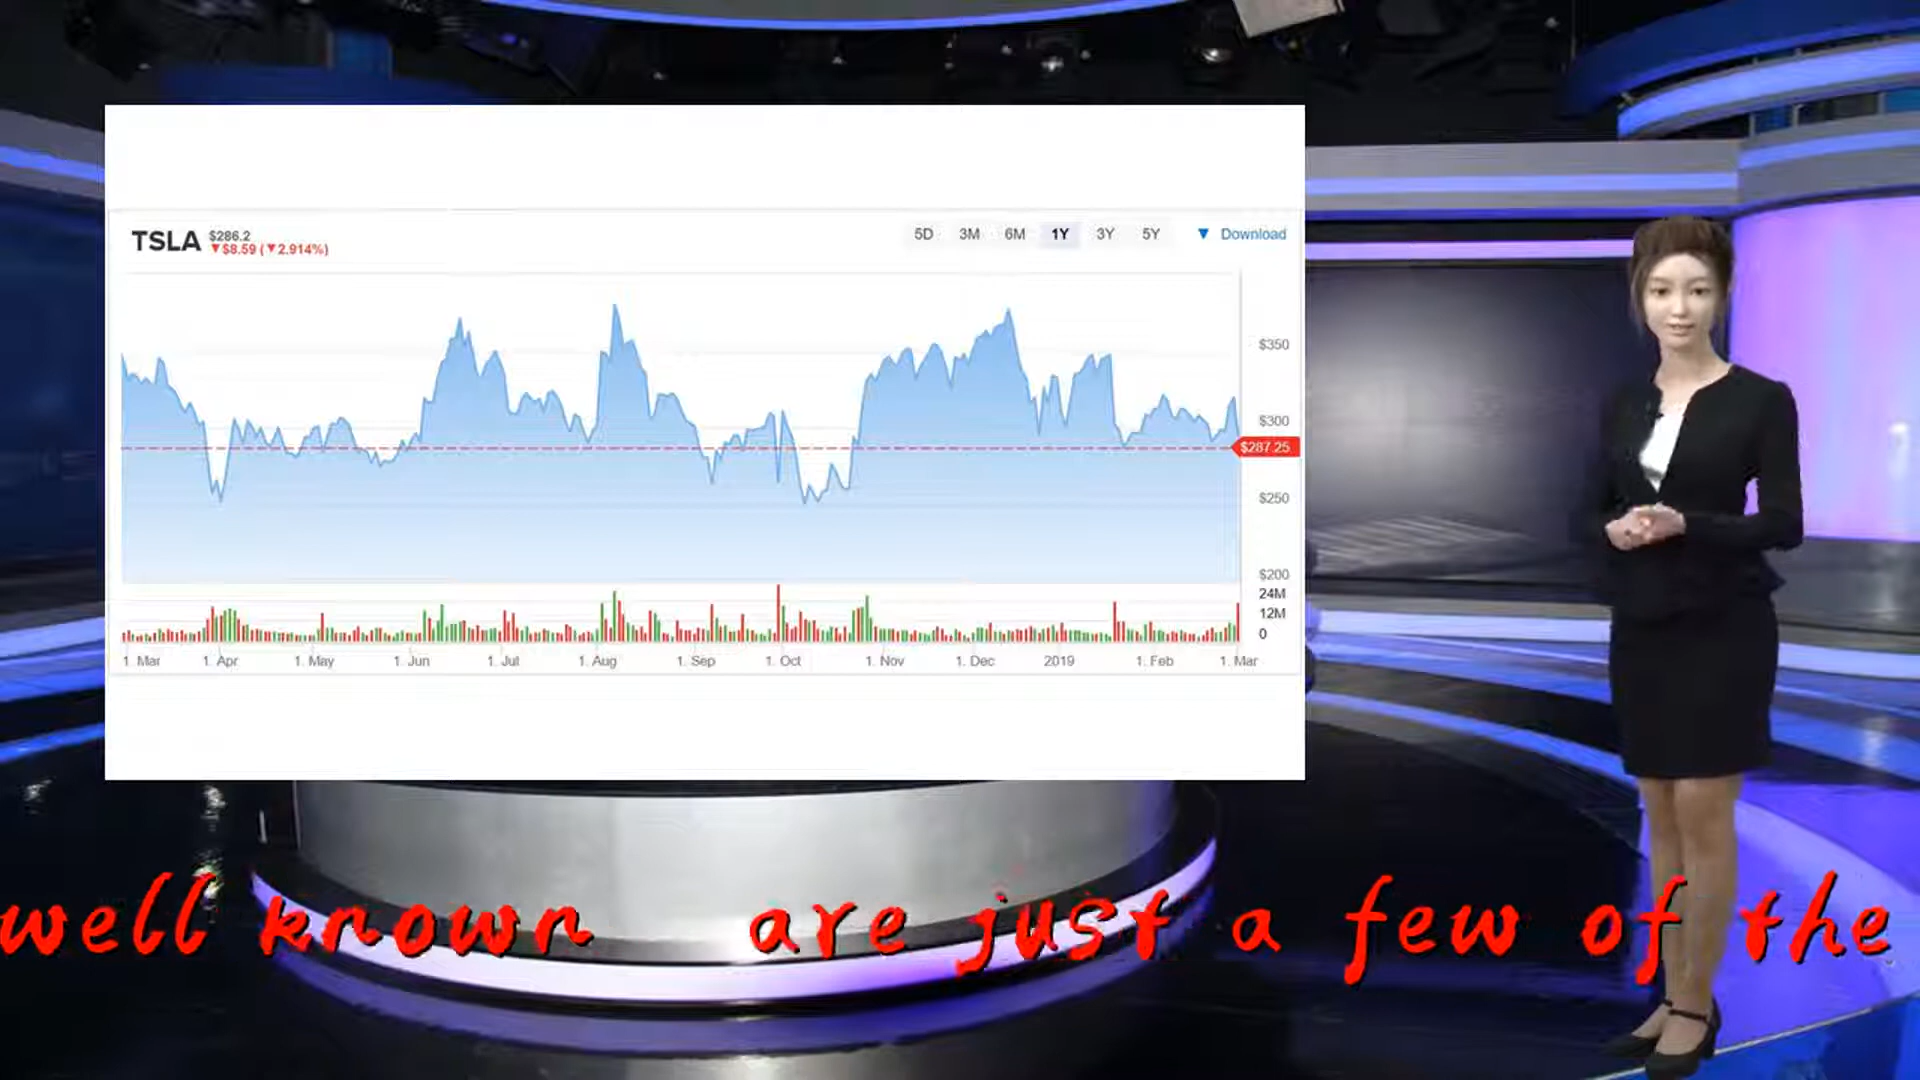 TSLA $286.2
▼$8.59 (▼2.914%)
5D 3M 6M 1Y 3Y 5Y ▼ Download
$350
$300
$287.25
$250
$200
24M
12M
0
1. Mar 1. Apr 1. May 1. Jun 1. Jul 1. Aug 1. Sep 1. Oct 1. Nov 1. Dec 2019 1. Feb 1. Mar
well known are just a few of the